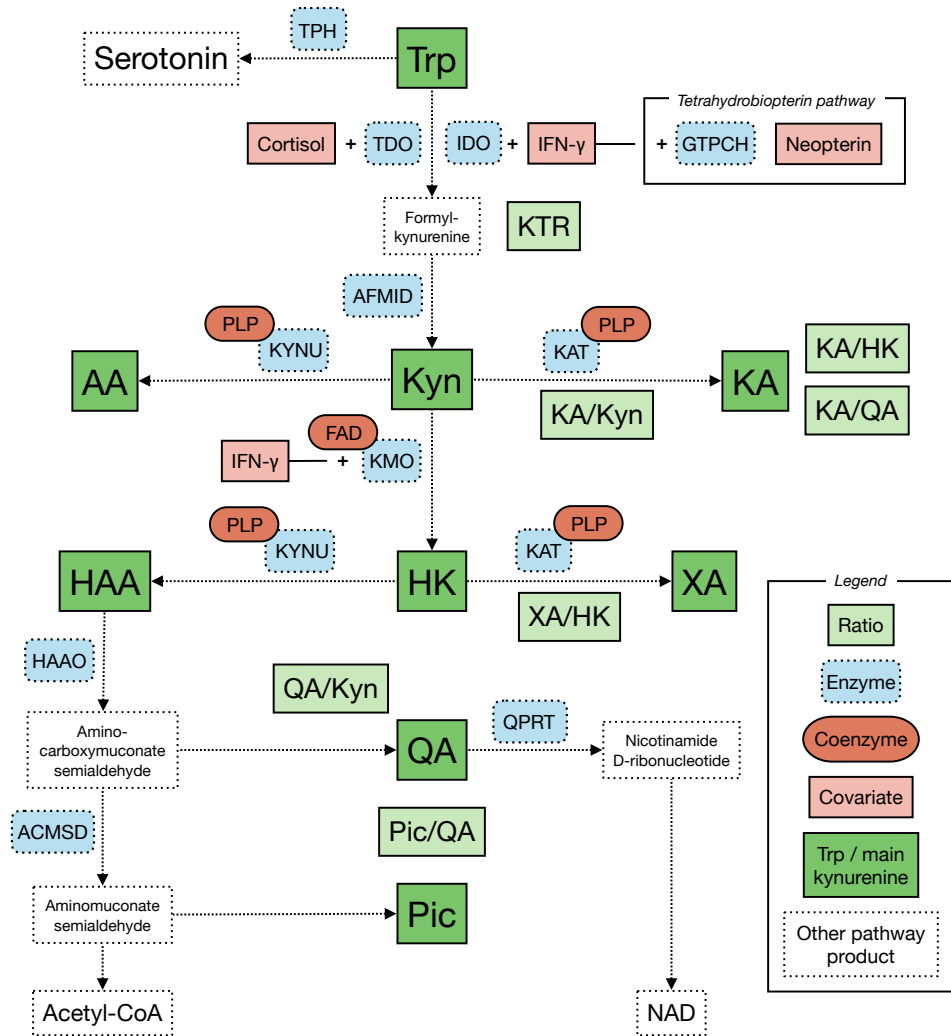 TPH
Serotonin
Trp
Tetrahydrobiopterin pathway
Cortisol
+
TDO
IDO
+
IFN-γ
+
GTPCH
Neopterin
Formyl-
kynurenine
KTR
AFMID
PLP
KYNU
KAT
PLP
KA/HK
AA
Kyn
KA
KA/Kyn
KA/QA
FAD
IFN-γ
+
KMO
PLP
KYNU
KAT
PLP
HAA
HK
XA
XA/HK
Legend
Ratio
Enzyme
Coenzyme
Covariate
Trp / main
kynurenine
Other pathway
product
HAAO
QA/Kyn
Amino-
carboxymuconate
semialdehyde
QA
QPRT
Nicotinamide
D-ribonucleotide
ACMSD
Pic/QA
Aminomuconate
semialdehyde
Pic
Acetyl-CoA
NAD